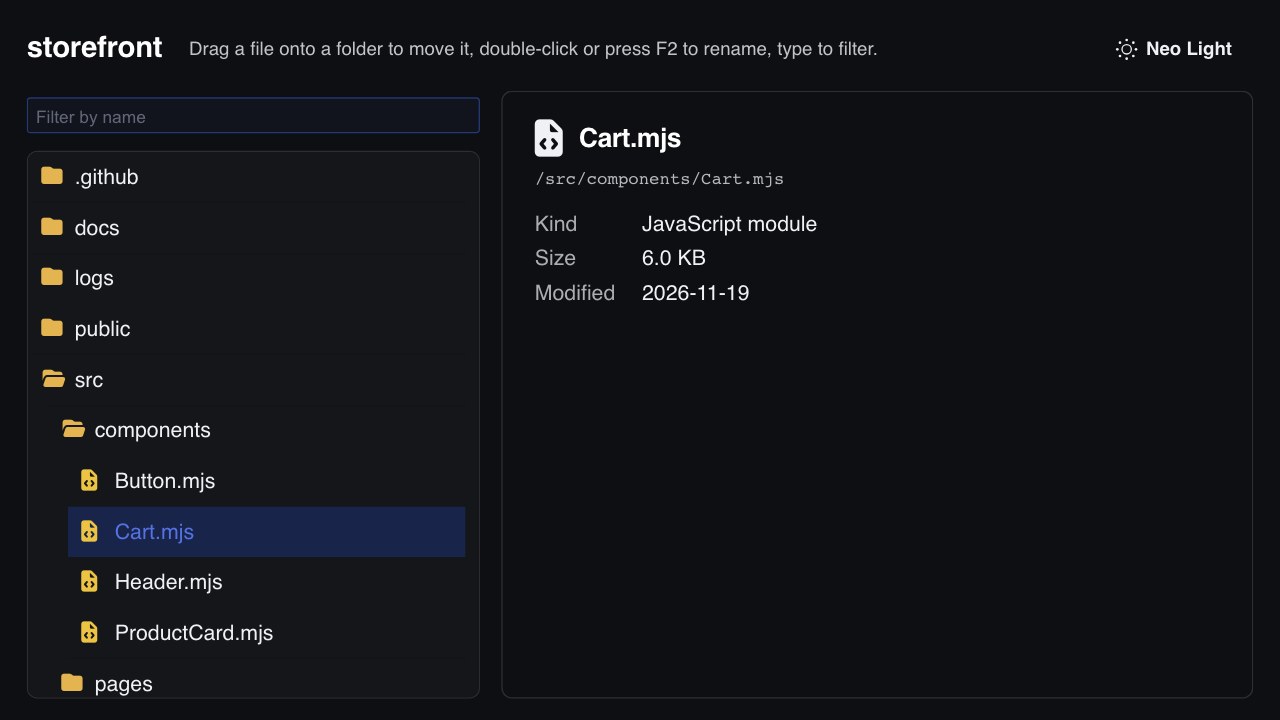 storefront
Drag a file onto a folder to move it, double-click or press F2 to rename, type to filter.
Neo Light
Filter by name
.github
docs
logs
public
src
components
Button.mjs
Cart.mjs
Header.mjs
ProductCard.mjs
pages
Cart.mjs
/src/components/Cart.mjs
Kind JavaScript module
Size 6.0 KB
Modified 2026-11-19